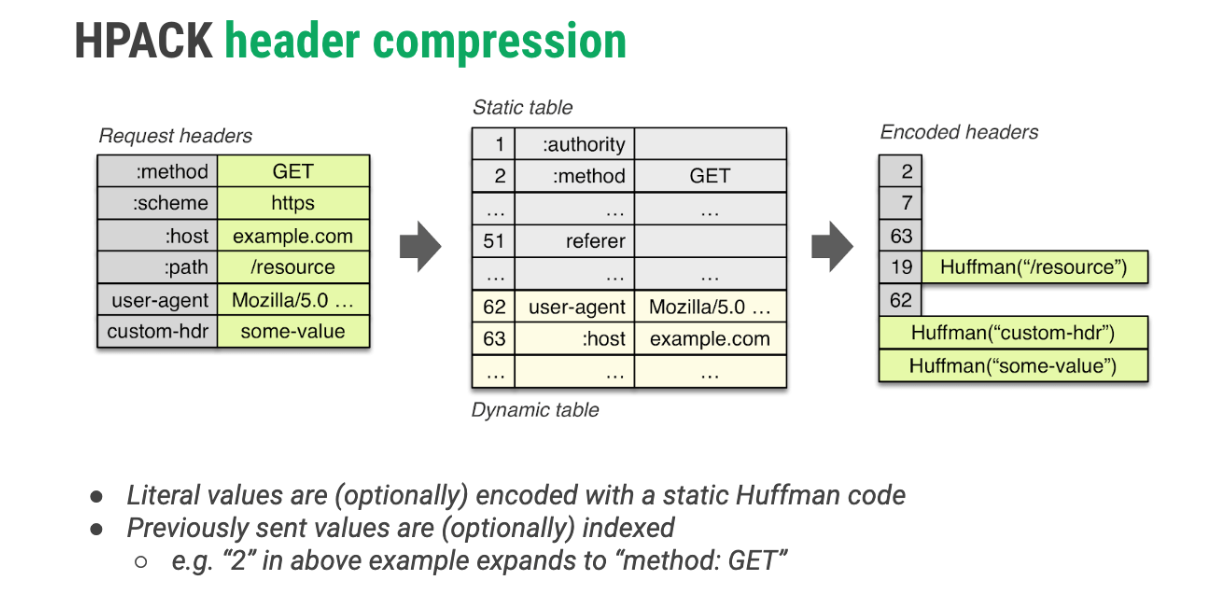 HPACK header compression
Static table
Request headers
Encoded headers
:method GET
:scheme https
:host example.com
:path /resource
user-agent Mozilla/5.0 ...
custom-hdr some-value
1 :authority
2 :method GET
... ... ...
51 referer
... ... ...
62 user-agent Mozilla/5.0 ...
63 :host example.com
... ... ...
Dynamic table
2
7
63
19 Huffman(“/resource”)
62
Huffman(“custom-hdr”)
Huffman(“some-value”)
● Literal values are (optionally) encoded with a static Huffman code
● Previously sent values are (optionally) indexed
○ e.g. “2” in above example expands to “method: GET”